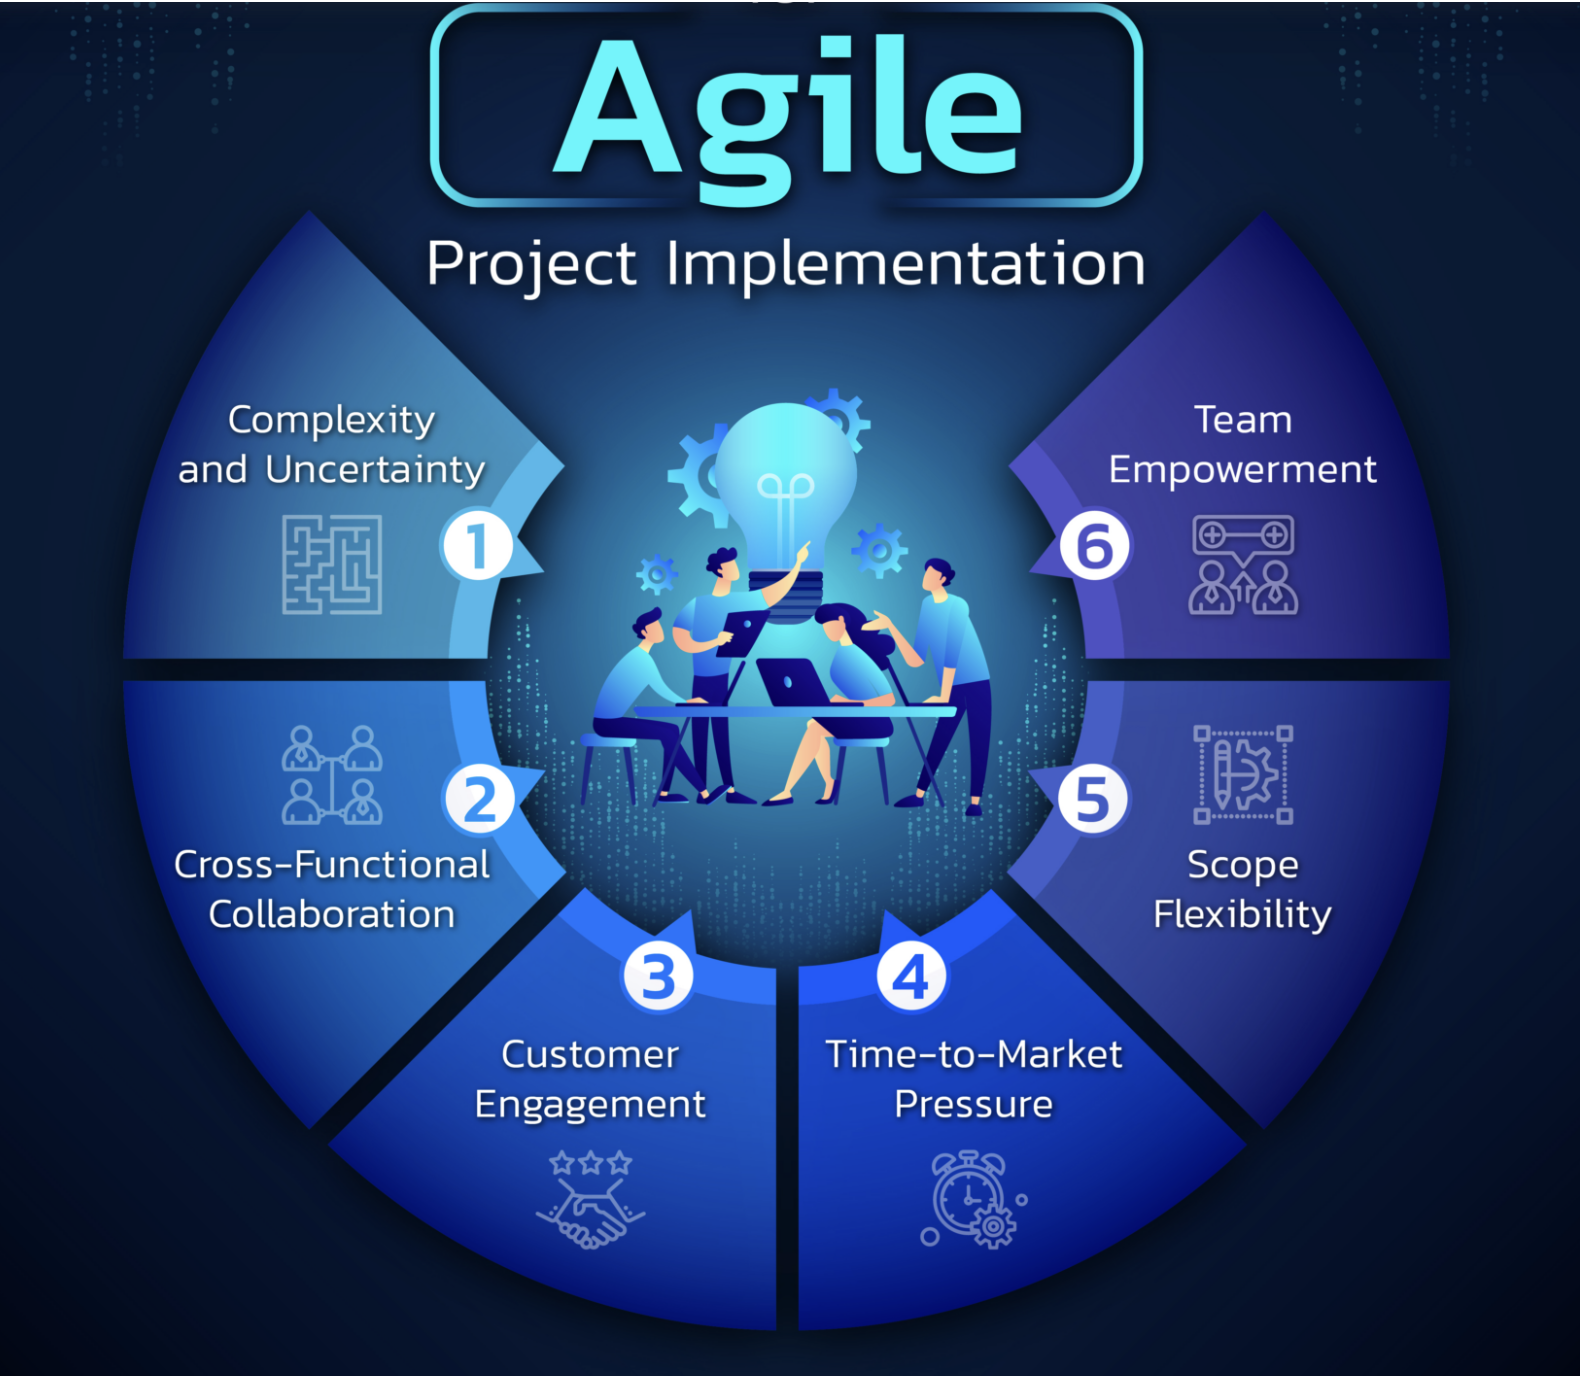 Agile
Project Implementation
Complexity
and Uncertainty
1
2
Cross-Functional
Collaboration
3
Customer
Engagement
4
Time-to-Market
Pressure
5
Scope
Flexibility
6
Team
Empowerment